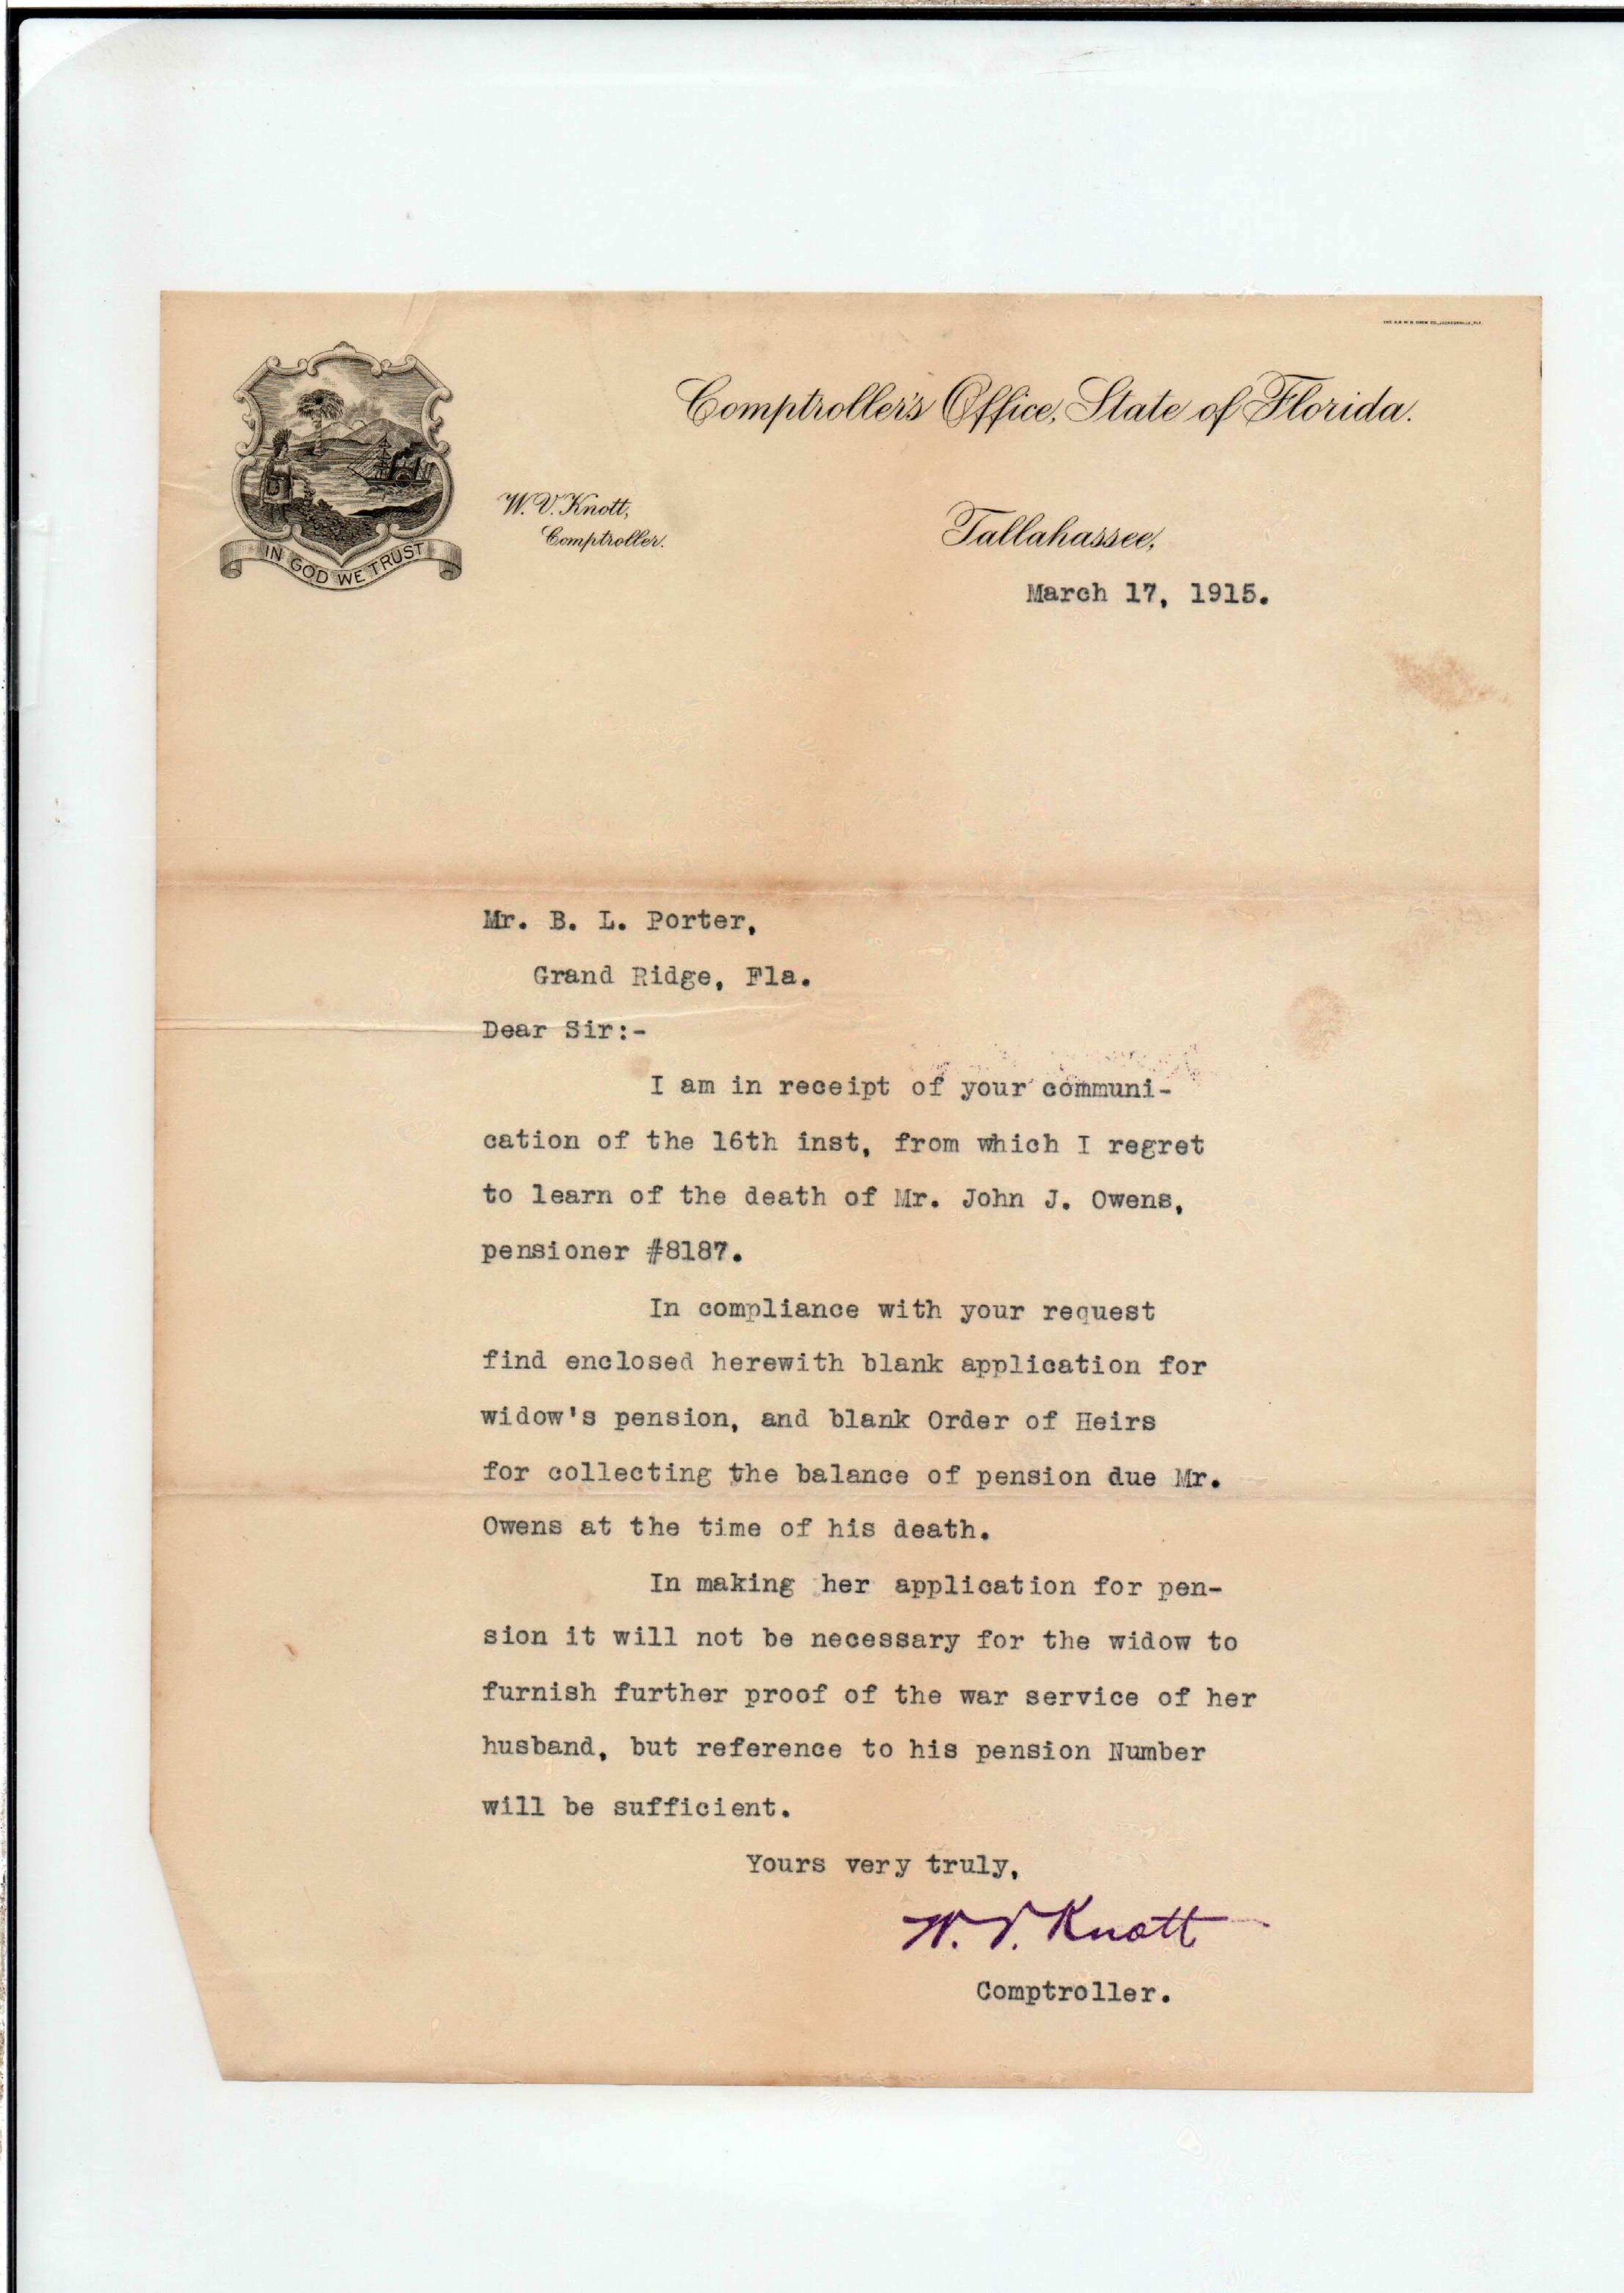 Comptroller's Office, State of Florida.
W. V. Knott,
Comptroller.
IN GOD WE TRUST
Tallahassee,
March 17, 1915.
Mr. B. L. Porter,
Grand Ridge, Fla.
Dear Sir:-
I am in receipt of your communi-
cation of the 16th inst, from which I regret
to learn of the death of Mr. John J. Owens,
pensioner #8187.
In compliance with your request
find enclosed herewith blank application for
widow's pension, and blank Order of Heirs
for collecting the balance of pension due Mr.
Owens at the time of his death.
In making her application for pen-
sion it will not be necessary for the widow to
furnish further proof of the war service of her
husband, but reference to his pension Number
will be sufficient.
Yours very truly,
W. V. Knott
Comptroller.